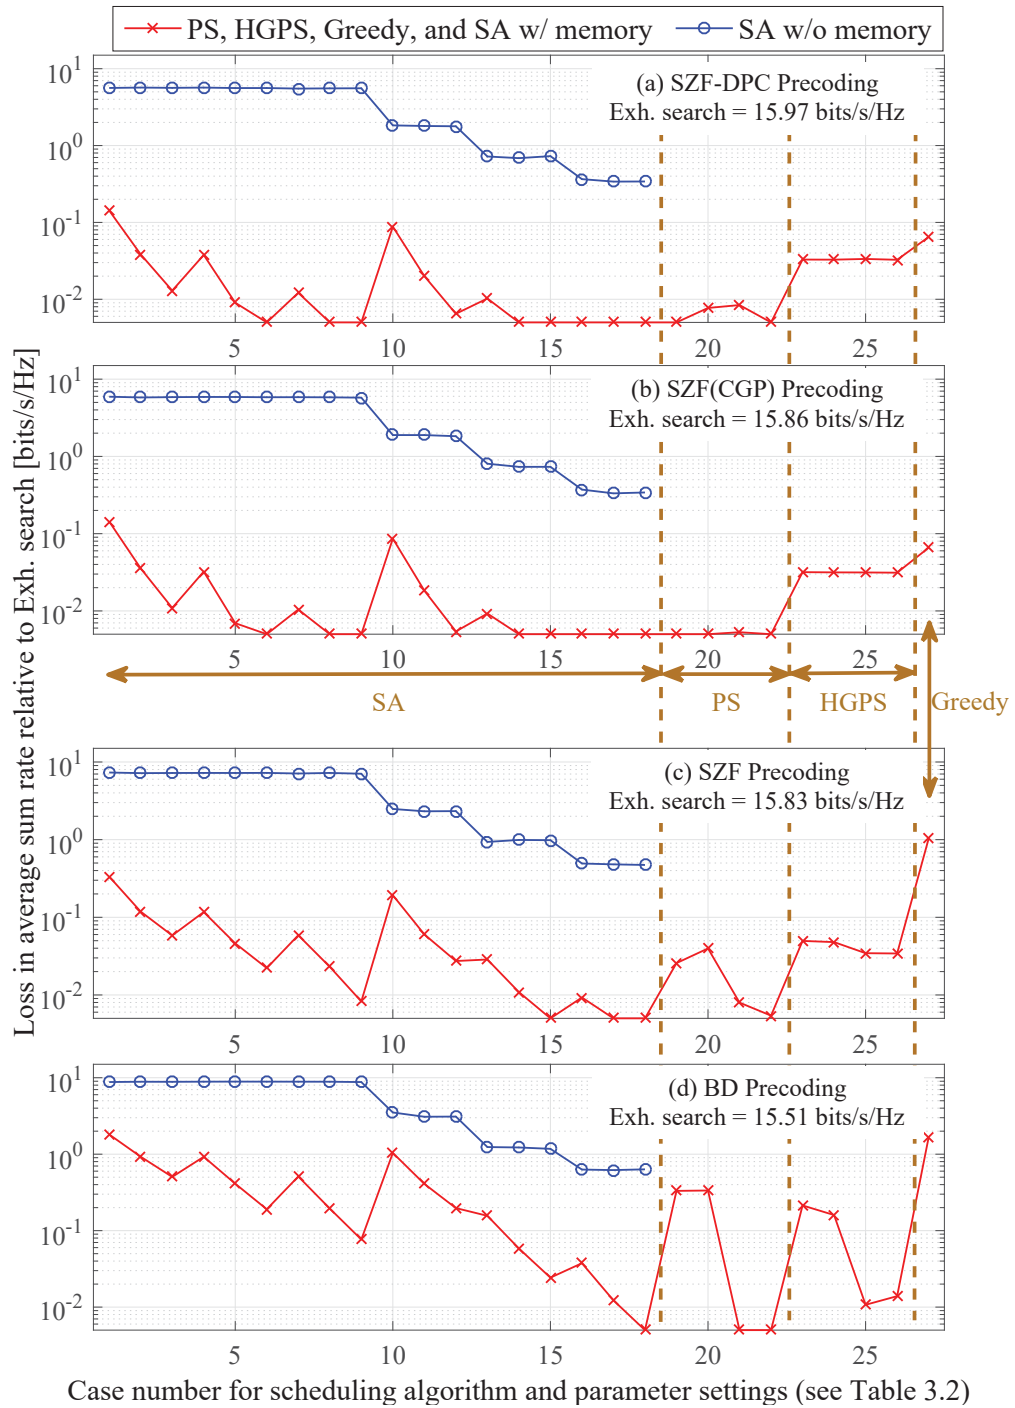 PS, HGPS, Greedy, and SA w/ memory SA w/o memory
(a) SZF-DPC Precoding
Exh. search = 15.97 bits/s/Hz
10^1
10^0
10^-1
10^-2
5 10 15 20 25
(b) SZF(CGP) Precoding
Exh. search = 15.86 bits/s/Hz
10^1
10^0
10^-1
10^-2
5 10 15 20 25
SA PS HGPS Greedy
(c) SZF Precoding
Exh. search = 15.83 bits/s/Hz
10^1
10^0
10^-1
10^-2
5 10 15 20 25
(d) BD Precoding
Exh. search = 15.51 bits/s/Hz
10^1
10^0
10^-1
10^-2
5 10 15 20 25
Loss in average sum rate relative to Exh. search [bits/s/Hz]
Case number for scheduling algorithm and parameter settings (see Table 3.2)